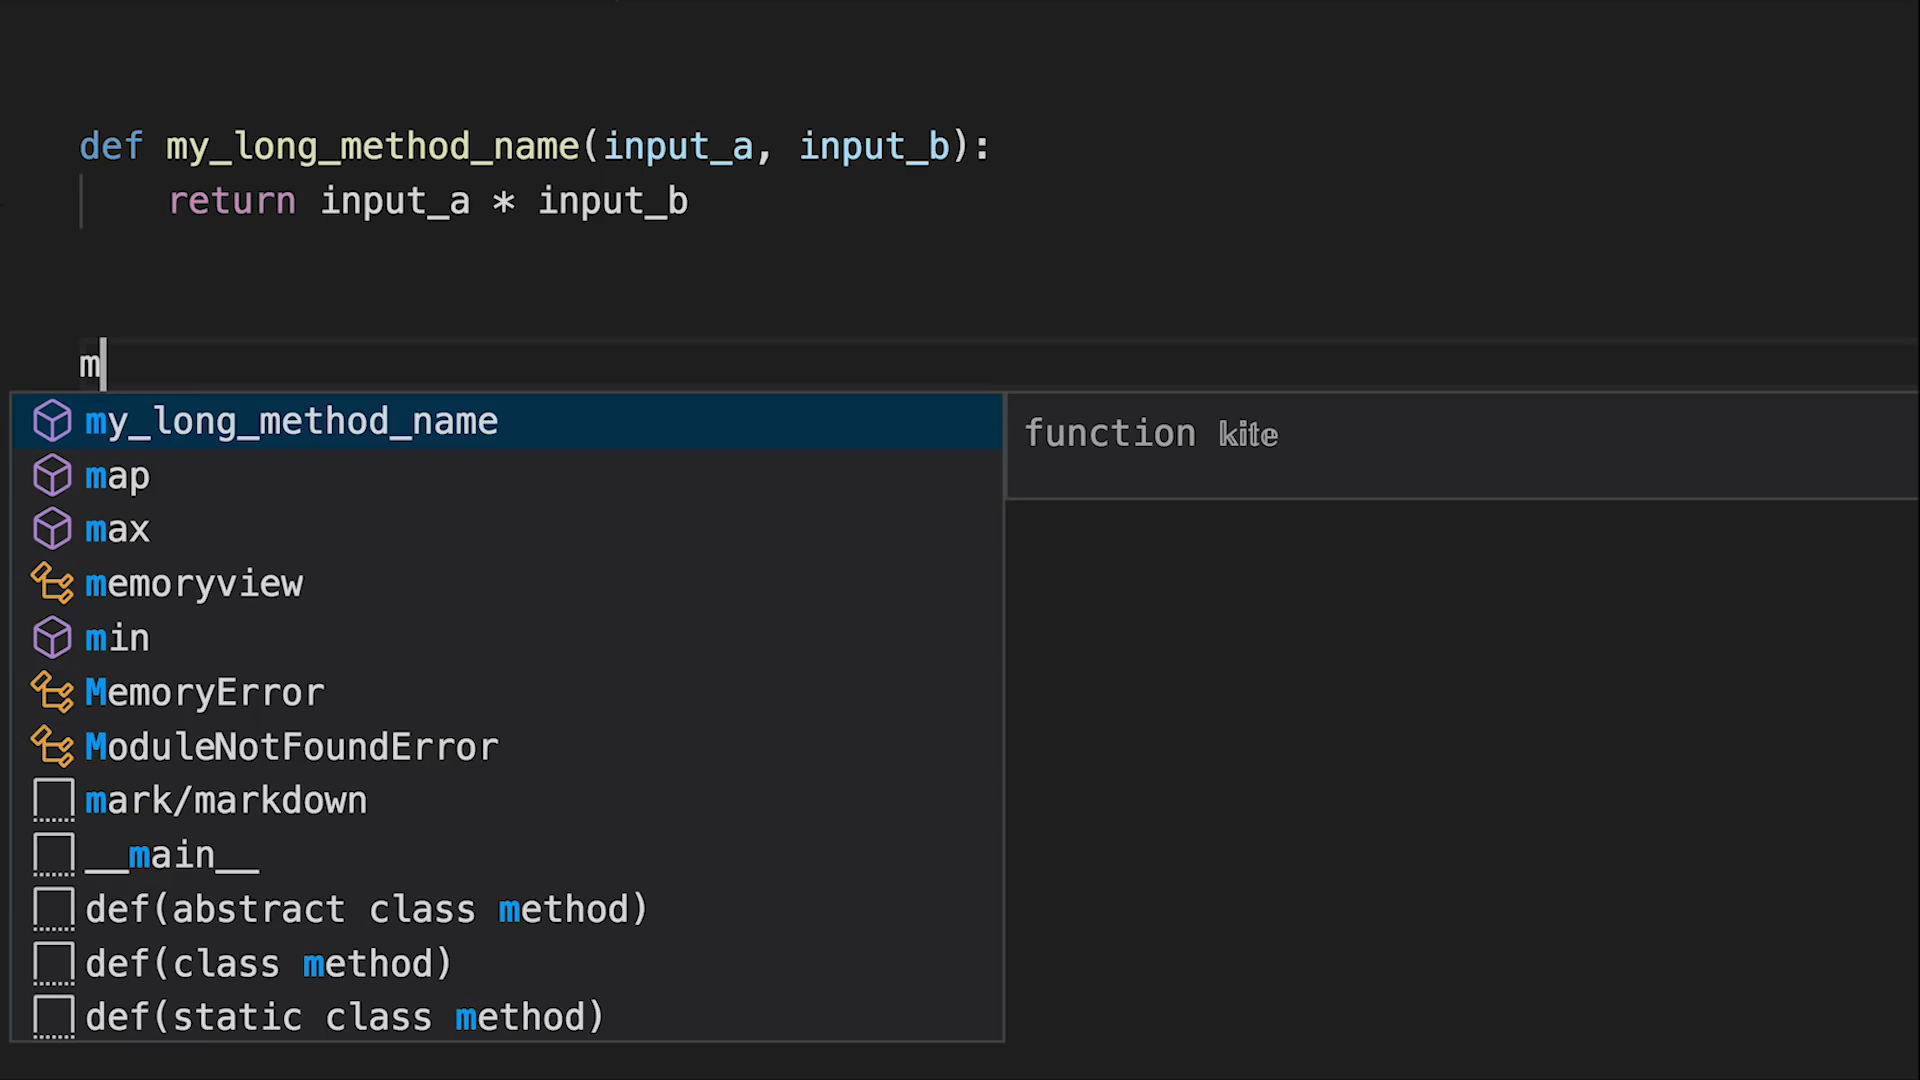 def my_long_method_name(input_a, input_b):
return input_a * input_b
m
my_long_method_name
function kite
map
max
memoryview
min
MemoryError
ModuleNotFoundError
mark/markdown
__main__
def(abstract class method)
def(class method)
def(static class method)